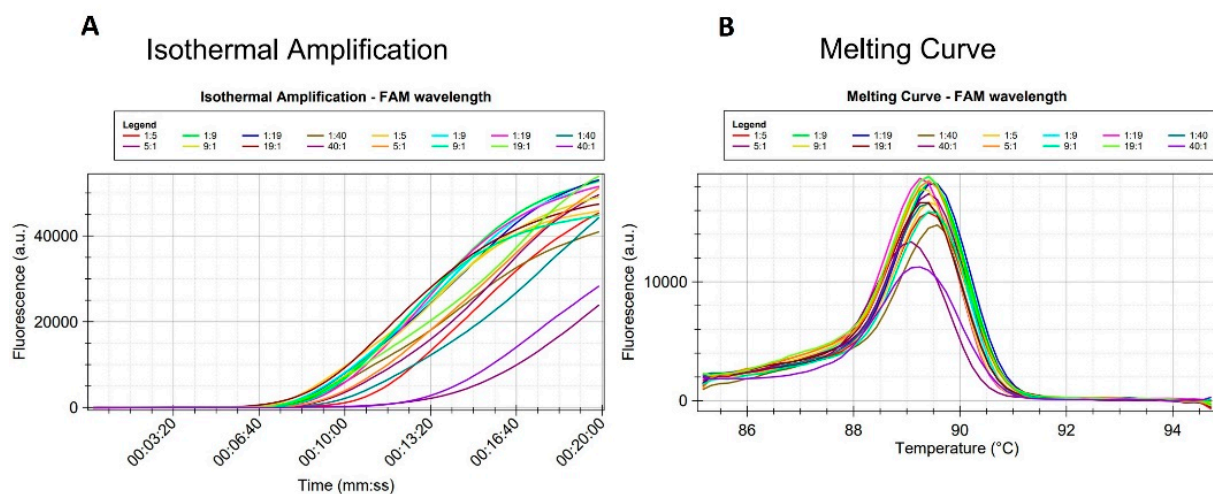 A
Isothermal Amplification
Isothermal Amplification - FAM wavelength
Legend
1:5 1:9 1:19 1:40 1:5 1:9 1:19 1:40
5:1 9:1 19:1 40:1 5:1 9:1 19:1 40:1
Fluorescence (a.u.)
40000
20000
0
00:03:20 00:06:40 00:10:00 00:13:20 00:16:40 00:20:00
Time (mm:ss)
B
Melting Curve
Melting Curve - FAM wavelength
Legend
1:5 1:9 1:19 1:40 1:5 1:9 1:19 1:40
5:1 9:1 19:1 40:1 5:1 9:1 19:1 40:1
Fluorescence (a.u.)
10000
0
86 88 90 92 94
Temperature (°C)